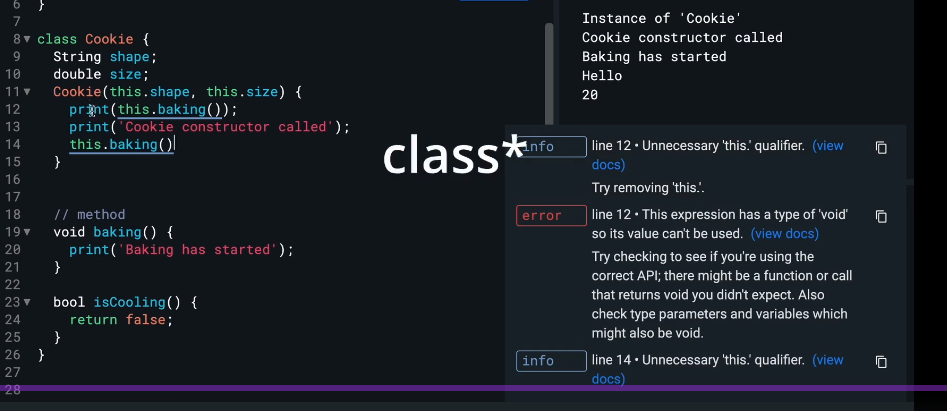 6 }
7
8 class Cookie {
9 String shape;
10 double size;
11 Cookie(this.shape, this.size) {
12 print(this.baking());
13 print('Cookie constructor called');
14 this.baking()
15 }
16
17
18 // method
19 void baking() {
20 print('Baking has started');
21 }
22
23 bool isCooling() {
24 return false;
25 }
26 }
27
28
class*
Instance of 'Cookie'
Cookie constructor called
Baking has started
Hello
20
info line 12 • Unnecessary 'this.' qualifier. (view
docs)
Try removing 'this.'.
error line 12 • This expression has a type of 'void'
so its value can't be used. (view docs)
Try checking to see if you're using the
correct API; there might be a function or call
that returns void you didn't expect. Also
check type parameters and variables which
might also be void.
info line 14 • Unnecessary 'this.' qualifier. (view
docs)